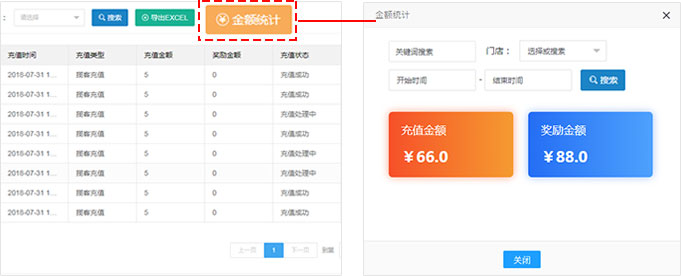 ： 请选择 搜索 导出EXCEL 金额统计
充值时间 充值类型 充值金额 奖励金额 充值状态
2018-07-31 1... 顾客充值 5 0 充值成功
2018-07-31 1... 顾客充值 5 0 充值成功
2018-07-31 1... 顾客充值 5 0 充值处理中
2018-07-31 1... 顾客充值 5 0 充值成功
2018-07-31 1... 顾客充值 5 0 充值处理中
2018-07-31 1... 顾客充值 5 0 充值处理中
2018-07-31 1... 顾客充值 5 0 充值成功
2018-07-31 1... 顾客充值 5 0 充值成功
上一页 1 下一页 到第
金额统计
关键词搜索 门店： 选择或搜索
开始时间 - 结束时间 搜索
充值金额 奖励金额
￥66.0 ￥88.0
关闭